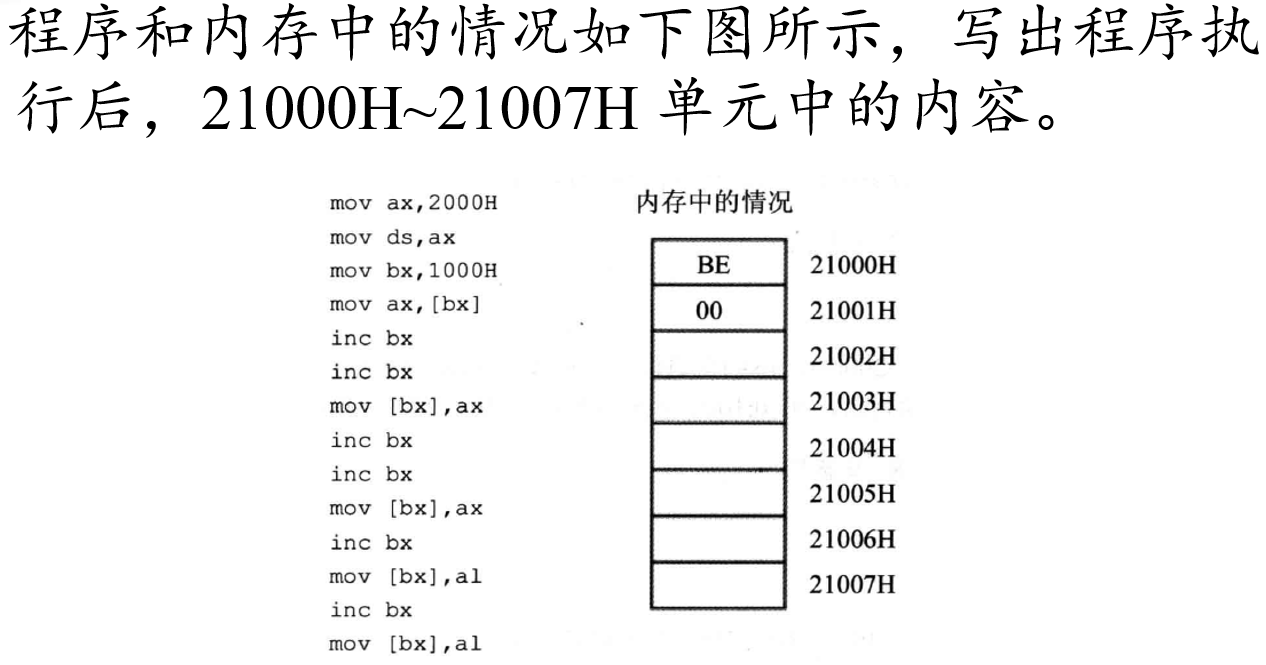 程序和内存中的情况如下图所示，写出程序执
行后，21000H~21007H 单元中的内容。
mov ax,2000H
mov ds,ax
mov bx,1000H
mov ax,[bx]
inc bx
inc bx
mov [bx],ax
inc bx
inc bx
mov [bx],ax
inc bx
mov [bx],al
inc bx
mov [bx],al
内存中的情况
BE 21000H
00 21001H
21002H
21003H
21004H
21005H
21006H
21007H